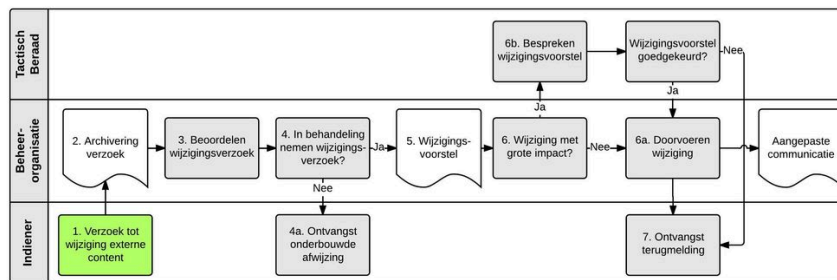 Tactisch
Beraad
6b. Bespreken
wijzigingsvoorstel
Wijzigingsvoorstel
goedgekeurd?
Nee
Ja
Ja
Beheer-
organisatie
2. Archivering
verzoek
3. Beoordelen
wijzigingsverzoek
4. In behandeling
nemen wijzigings-
verzoek?
Ja
5. Wijzigings-
voorstel
6. Wijziging met
grote impact?
Nee
6a. Doorvoeren
wijziging
Aangepaste
communicatie
Nee
Indiener
1. Verzoek tot
wijziging externe
content
4a. Ontvangst
onderbouwde
afwijzing
7. Ontvangst
terugmelding